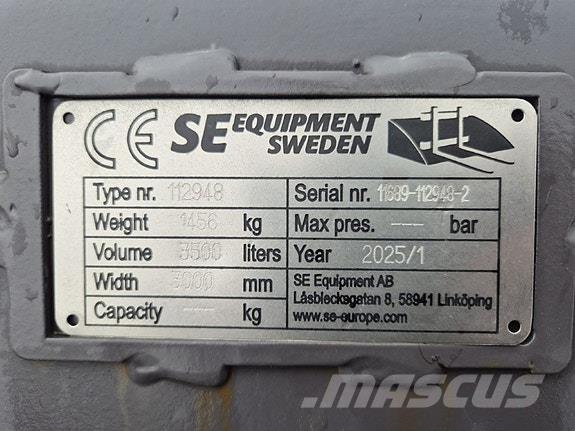 CE SE EQUIPMENT SWEDEN
Type nr. 112948
Serial nr. 11689-112948-2
Weight 1456 kg
Max pres. --- bar
Volume 3500 liters
Year 2025/1
Width 3000 mm
SE Equipment AB
Låsblecksgatan 8, 58941 Linköping
www.se-europe.com
Capacity --- kg
MASCUS